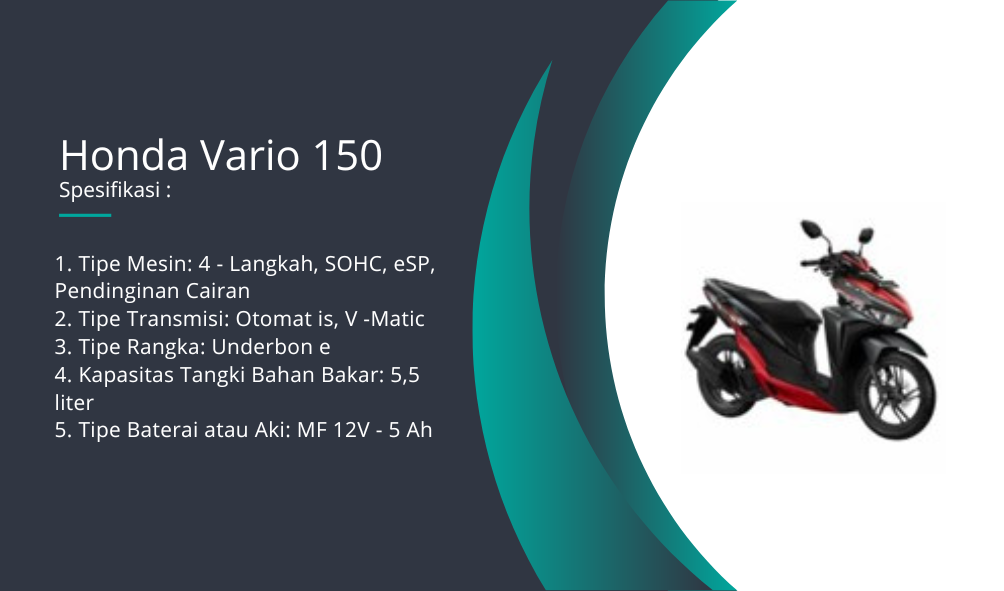 Honda Vario 150
Spesifikasi :
1. Tipe Mesin: 4 - Langkah, SOHC, eSP,
Pendinginan Cairan
2. Tipe Transmisi: Otomat is, V -Matic
3. Tipe Rangka: Underbon e
4. Kapasitas Tangki Bahan Bakar: 5,5
liter
5. Tipe Baterai atau Aki: MF 12V - 5 Ah